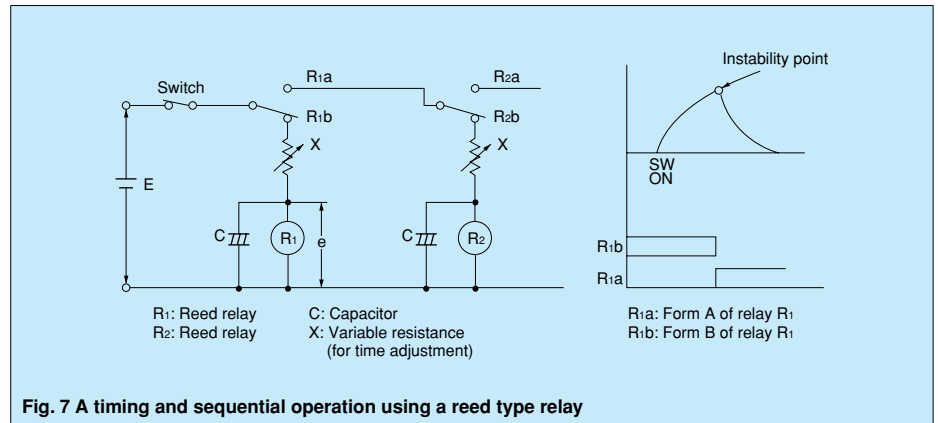 Instability point
R1a
R2a
Switch
R1b
R2b
X
X
SW
ON
E
C
R1
e
C
R2
R1b
R1a
R1: Reed relay
C: Capacitor
R1a: Form A of relay R1
R2: Reed relay
X: Variable resistance
R1b: Form B of relay R1
(for time adjustment)
Fig. 7 A timing and sequential operation using a reed type relay